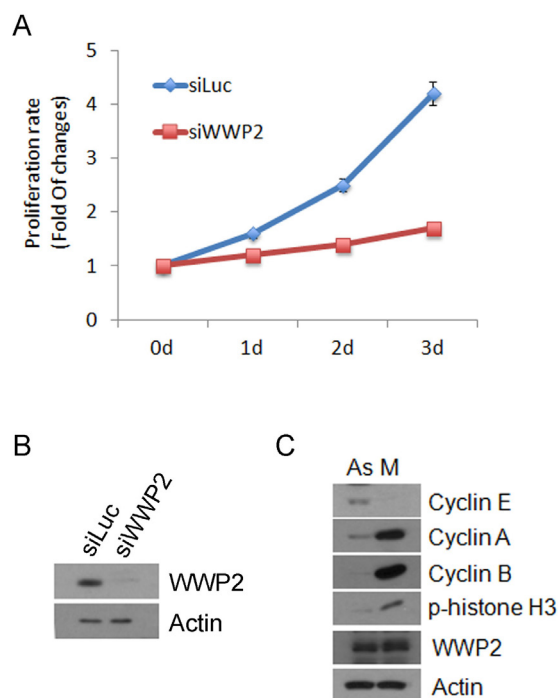 A
Proliferation rate
(Fold Of changes)
5
4
3
2
1
0
siLuc
siWWP2
0d 1d 2d 3d
B
siLuc siWWP2
WWP2
Actin
C
As M
Cyclin E
Cyclin A
Cyclin B
p-histone H3
WWP2
Actin